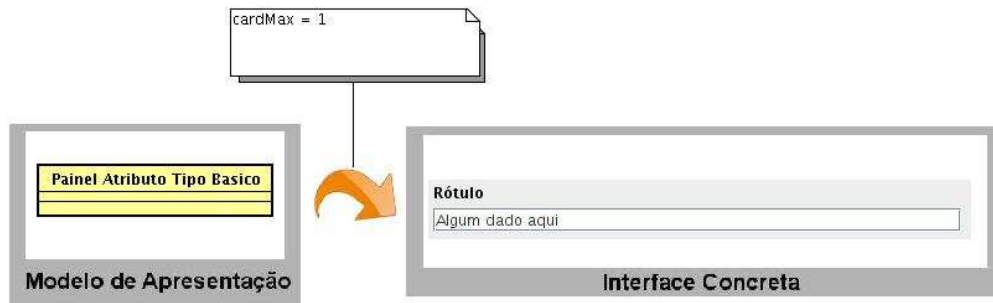 cardMax = 1
Painel Atributo Tipo Basico
Modelo de Apresentação
Rótulo
Algum dado aqui
Interface Concreta